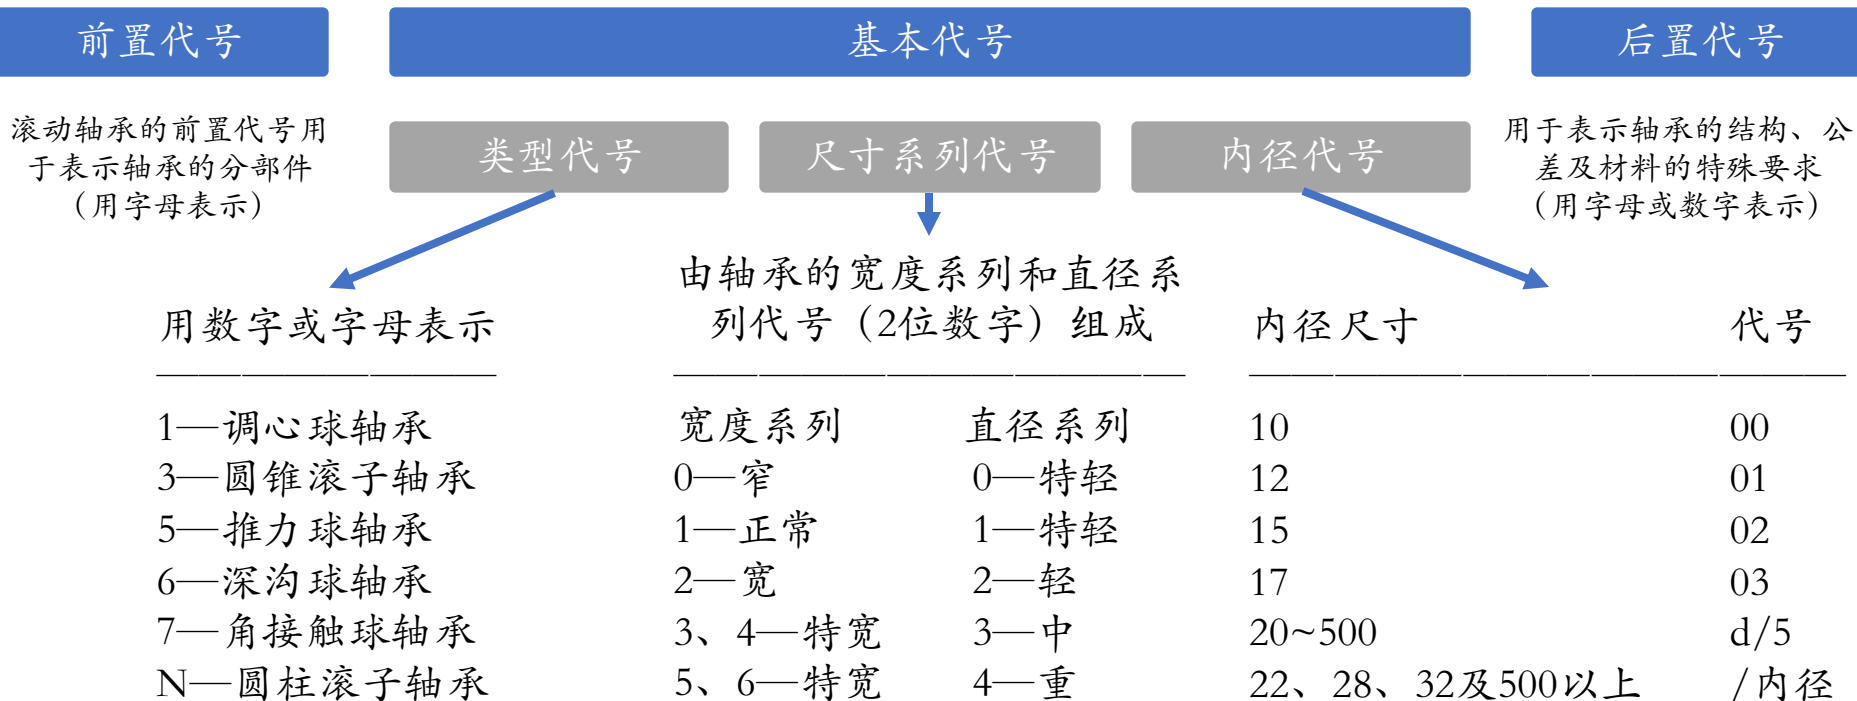 前置代号
基本代号
后置代号
滚动轴承的前置代号用
于表示轴承的分部件
（用字母表示）
类型代号
尺寸系列代号
内径代号
用于表示轴承的结构、公
差及材料的特殊要求
（用字母或数字表示）
用数字或字母表示
1—调心球轴承
3—圆锥滚子轴承
5—推力球轴承
6—深沟球轴承
7—角接触球轴承
N—圆柱滚子轴承
由轴承的宽度系列和直径系
列代号（2位数字）组成
宽度系列 直径系列
0—窄 0—特轻
1—正常 1—特轻
2—宽 2—轻
3、4—特宽 3—中
5、6—特宽 4—重
内径尺寸 代号
10 00
12 01
15 02
17 03
20~500 d/5
22、28、32及500以上 /内径